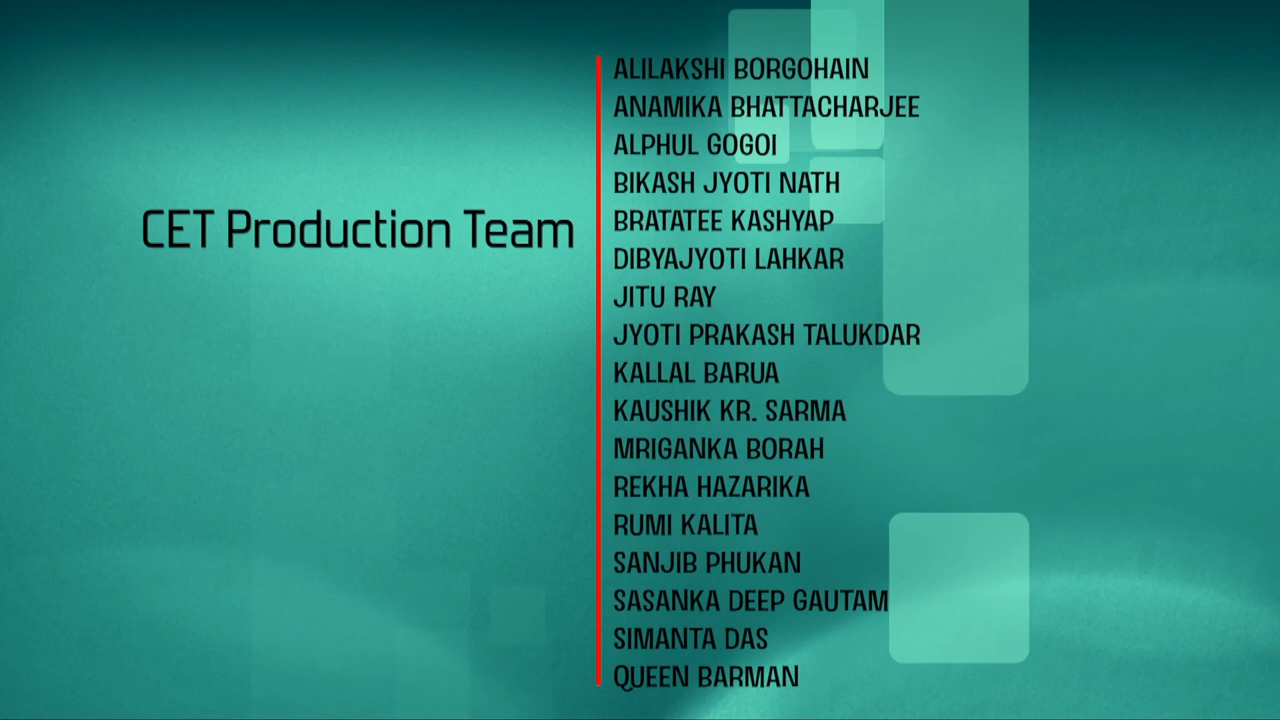 CET Production Team
ALILAKSHI BORGOHAIN
ANAMIKA BHATTACHARJEE
ALPHUL GOGOI
BIKASH JYOTI NATH
BRATATEE KASHYAP
DIBYAJYOTI LAHKAR
JITU RAY
JYOTI PRAKASH TALUKDAR
KALLAL BARUA
KAUSHIK KR. SARMA
MRIGANKA BORAH
REKHA HAZARIKA
RUMI KALITA
SANJIB PHUKAN
SASANKA DEEP GAUTAM
SIMANTA DAS
QUEEN BARMAN